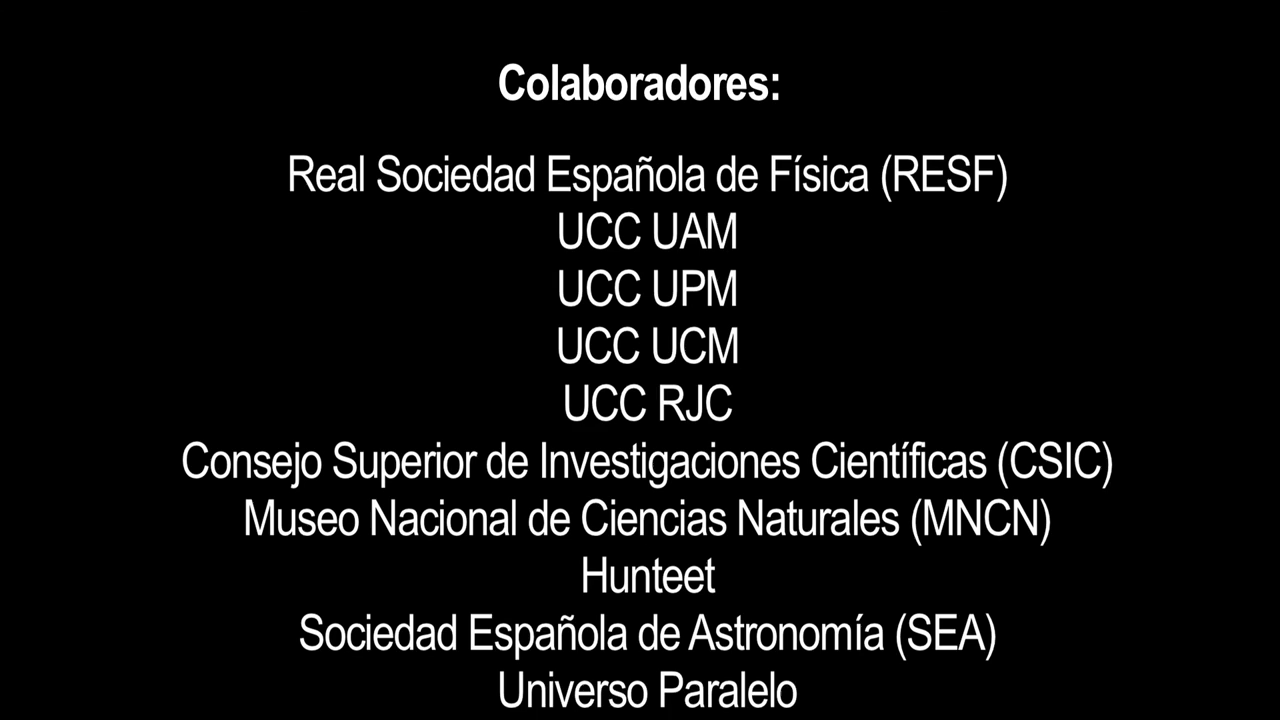 Colaboradores:
Real Sociedad Española de Física (RESF)
UCC UAM
UCC UPM
UCC UCM
UCC RJC
Consejo Superior de Investigaciones Científicas (CSIC)
Museo Nacional de Ciencias Naturales (MNCN)
Hunteet
Sociedad Española de Astronomía (SEA)
Universo Paralelo